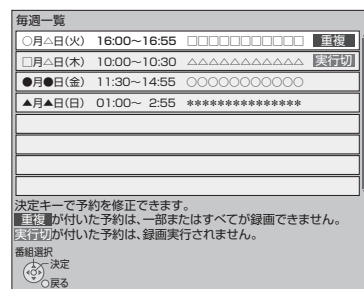 毎週一覧
○月△日(火) 16:00~16:55 □□□□□□□□□□□ 重複
□月△日(木) 10:00~10:30 △△△△△△△△△△△ 実行切
●月●日(金) 11:30~14:55 ○○○○○○○○○○○
▲月▲日(日) 01:00~ 2:55 ***************
決定キーで予約を修正できます。
重複 が付いた予約は、一部またはすべてが録画できません。
実行切が付いた予約は、録画実行されません。
番組選択
決定
戻る